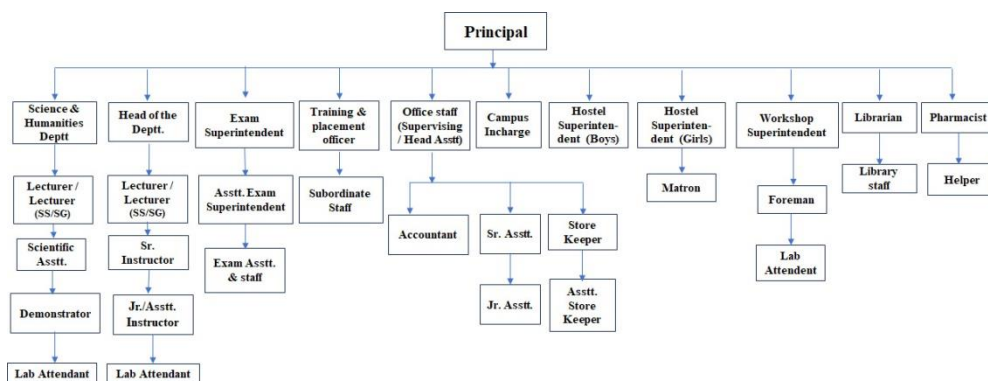 Principal
Science &
Humanities
Deptt
Head of the
Deptt.
Exam
Superintendent
Training &
placement
officer
Office staff
(Supervising
/ Head Asstt)
Campus
Incharge
Hostel
Superinten-
dent (Boys)
Hostel
Superinten-
dent (Girls)
Workshop
Superintendent
Librarian
Pharmacist
Lecturer /
Lecturer
(SS/SG)
Lecturer /
Lecturer
(SS/SG)
Asstt. Exam
Superintendent
Subordinate
Staff
Matron
Foreman
Library
staff
Helper
Accountant
Sr. Asstt.
Store
Keeper
Scientific
Asstt.
Sr.
Instructor
Exam Asstt.
& staff
Lab
Attendent
Demonstrator
Jr./Asstt.
Instructor
Jr. Asstt.
Asstt.
Store
Keeper
Lab Attendant
Lab Attendant